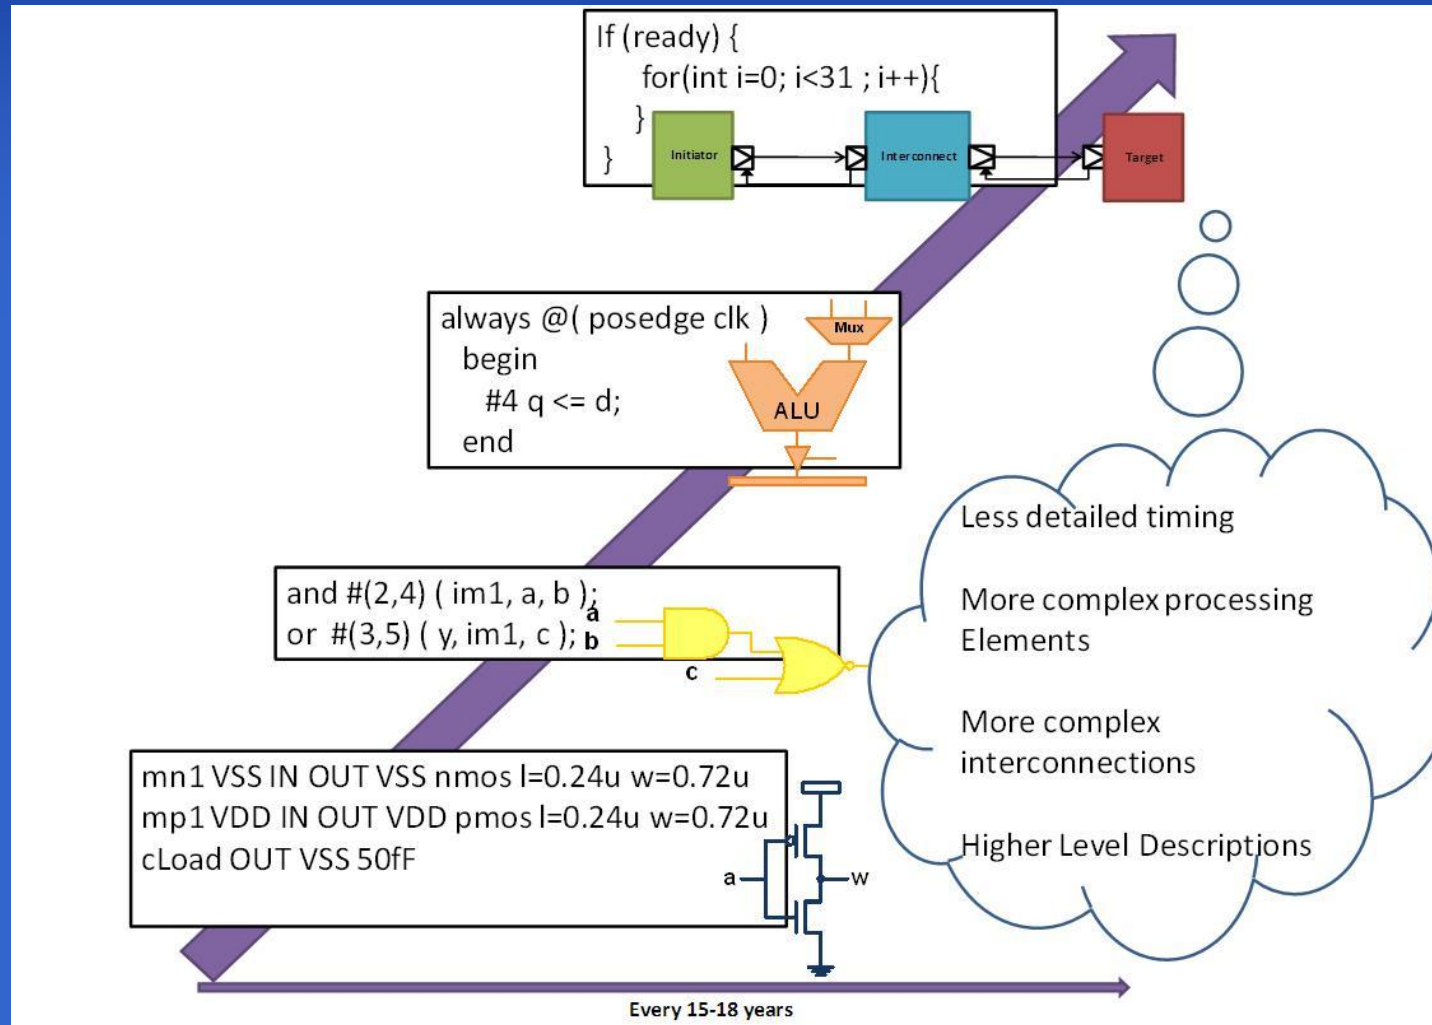 If (ready) {
for(int i=0; i<31 ; i++){
}
}
Initiator
Interconnect
Target
always @( posedge clk )
begin
#4 q <= d;
end
Mux
ALU
and #(2,4) ( im1, a, b );
or #(3,5) ( y, im1, c );
a
b
c
mn1 VSS IN OUT VSS nmos l=0.24u w=0.72u
mp1 VDD IN OUT VDD pmos l=0.24u w=0.72u
cLoad OUT VSS 50fF
a
w
Less detailed timing
More complex processing
Elements
More complex
interconnections
Higher Level Descriptions
Every 15-18 years